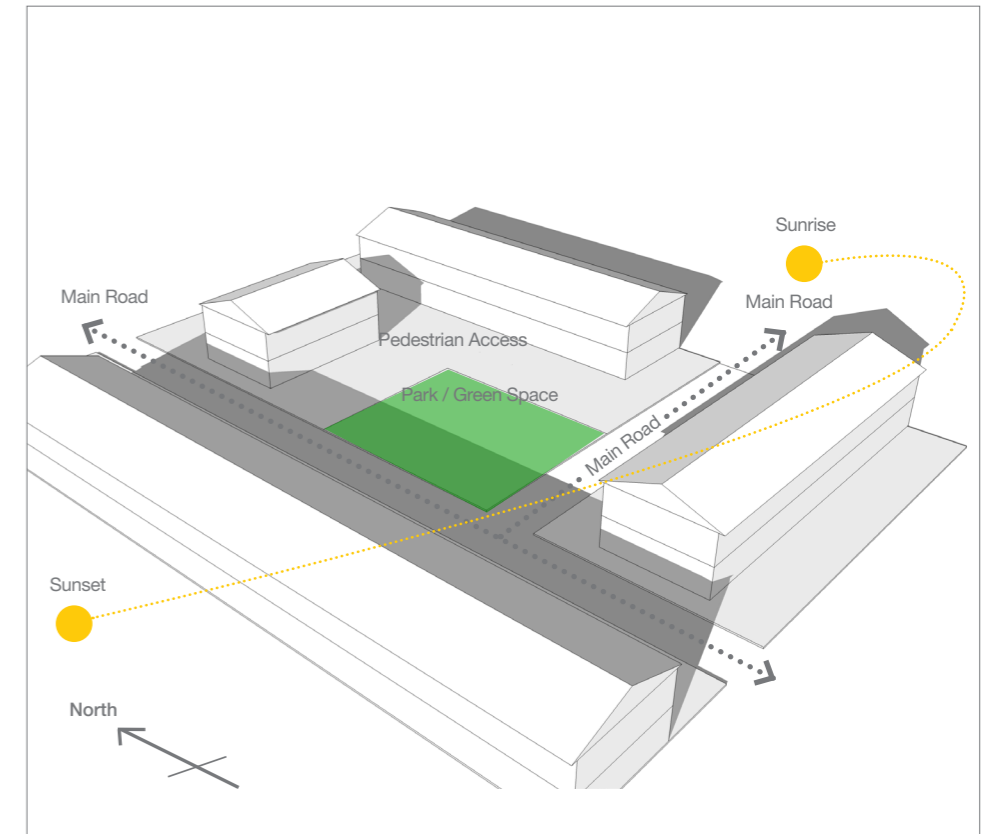 Sunrise
Main Road
Main Road
Pedestrian Access
Park / Green Space
Main Road
Sunset
North